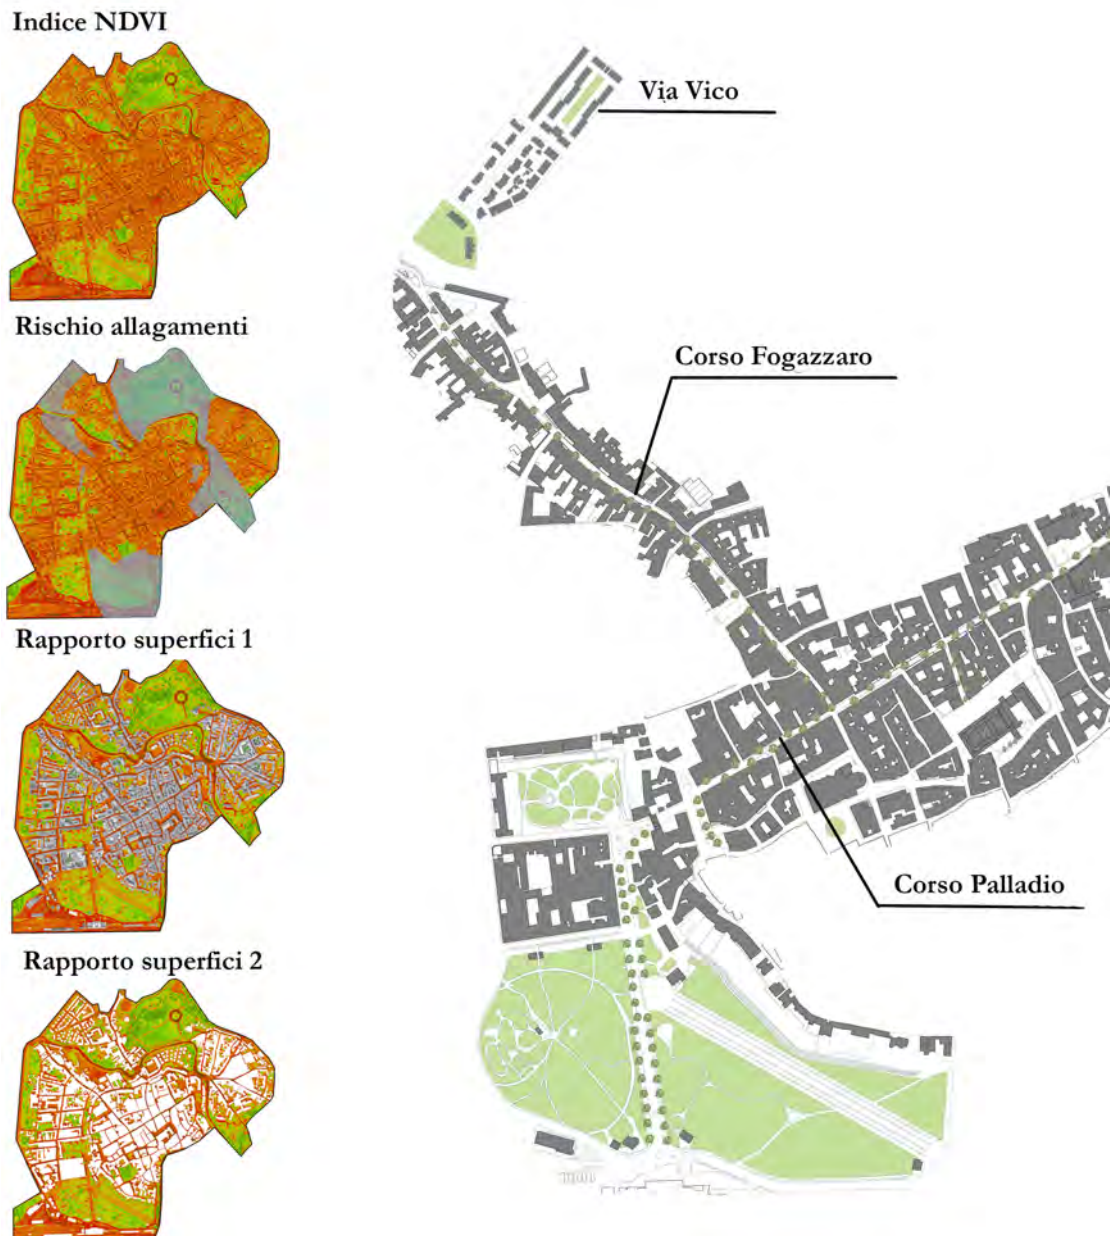 Indice NDVI
Via Vico
Rischio allagamenti
Corso Fogazzaro
Rapporto superfici 1
Corso Palladio
Rapporto superfici 2